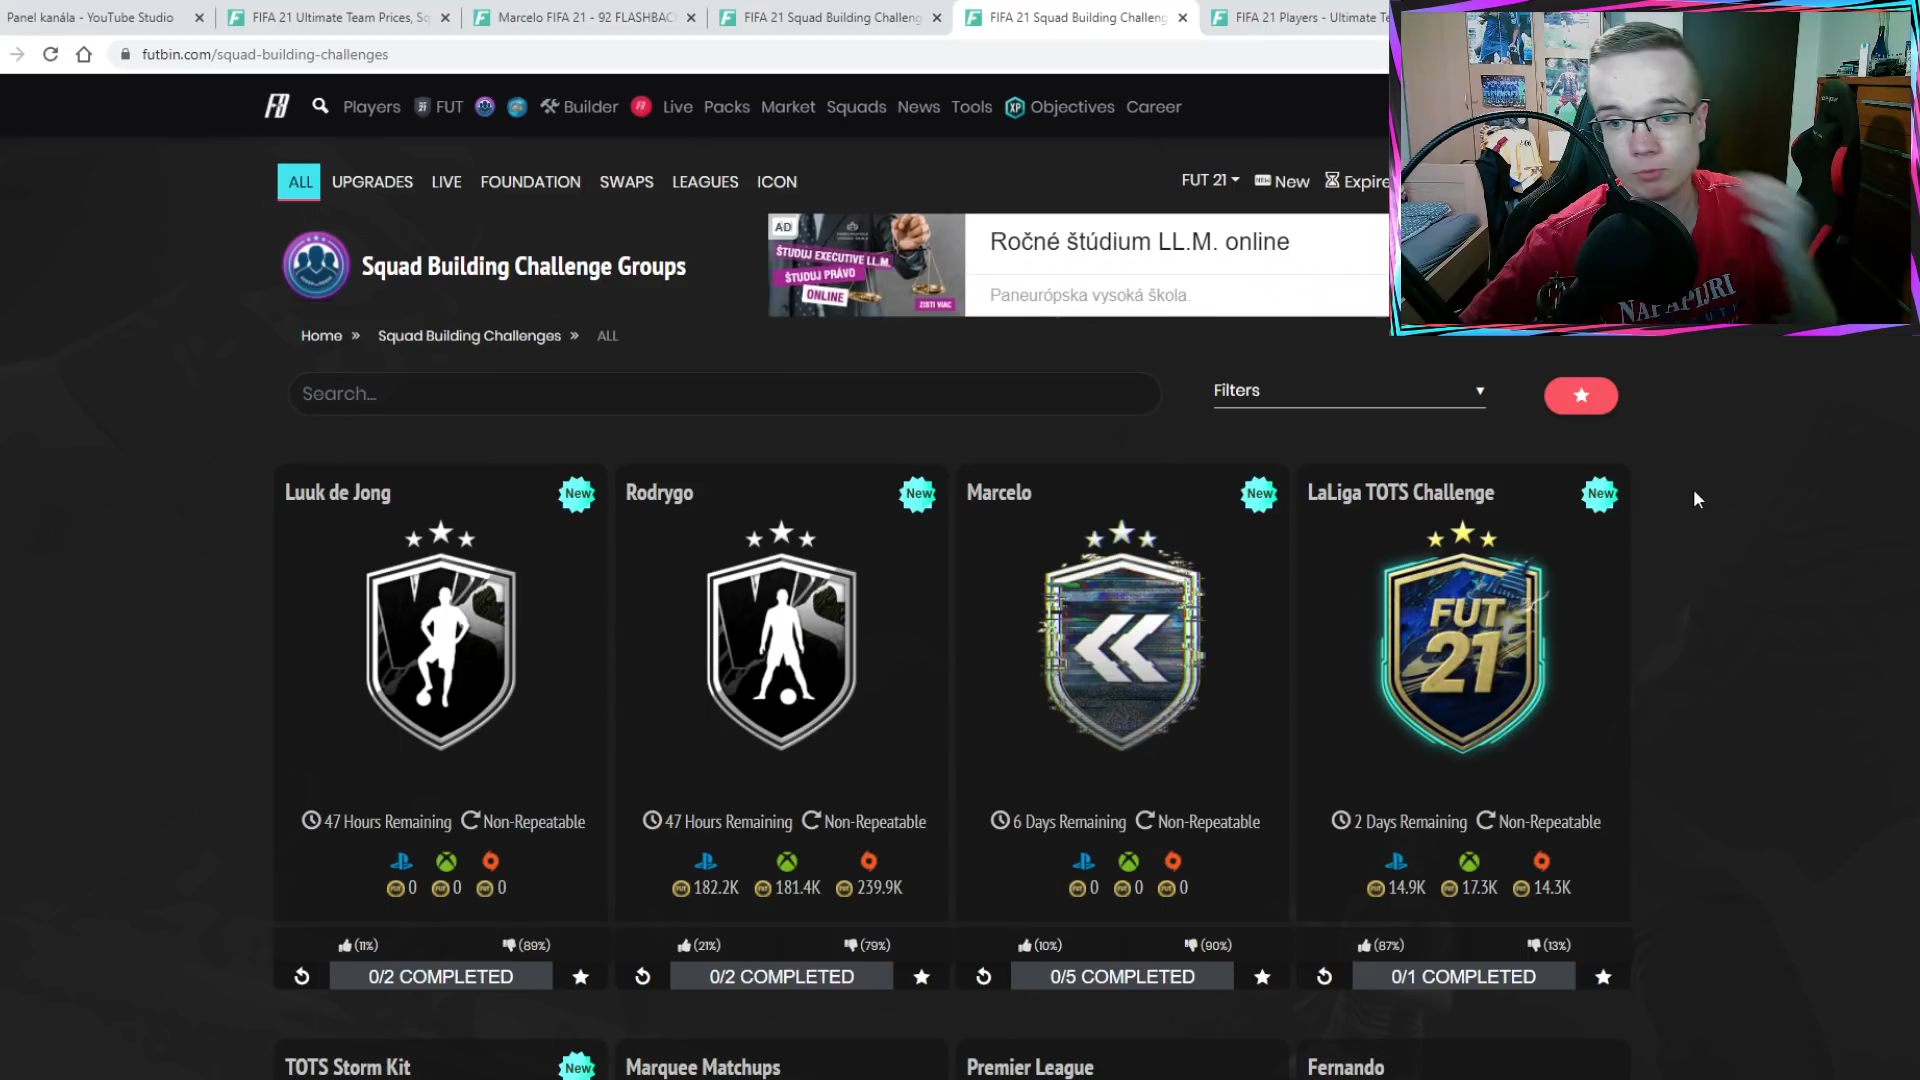 Panel kanála - YouTube Studio
FIFA 21 Ultimate Team Prices, Sq
Marcelo FIFA 21 - 92 FLASHBAC
FIFA 21 Squad Building Challeng
FIFA 21 Squad Building Challeng
FIFA 21 Players - Ultimate Te
futbin.com/squad-building-challenges
FB Players FUT Builder Live Packs Market Squads News Tools XP Objectives Career
ALL UPGRADES LIVE FOUNDATION SWAPS LEAGUES ICON
FUT 21 New Expire
Squad Building Challenge Groups
AD
ŠTUDUJ EXECUTIVE LL.M.
ŠTUDUJ PRÁVO
ONLINE
ZISTI VIAC
Ročné štúdium LL.M. online
Paneurópska vysoká škola.
NAPAPIJRI
Home » Squad Building Challenges » ALL
Search...
Filters
Luuk de Jong New
Rodrygo New
Marcelo New
LaLiga TOTS Challenge New
FUT
21
47 Hours Remaining Non-Repeatable
47 Hours Remaining Non-Repeatable
6 Days Remaining Non-Repeatable
2 Days Remaining Non-Repeatable
0 0 0
182.2K 181.4K 239.9K
0 0 0
14.9K 17.3K 14.3K
(11%) (89%)
(21%) (79%)
(10%) (90%)
(87%) (13%)
0/2 COMPLETED
0/2 COMPLETED
0/5 COMPLETED
0/1 COMPLETED
TOTS Storm Kit New
Marquee Matchups
Premier League
Fernando